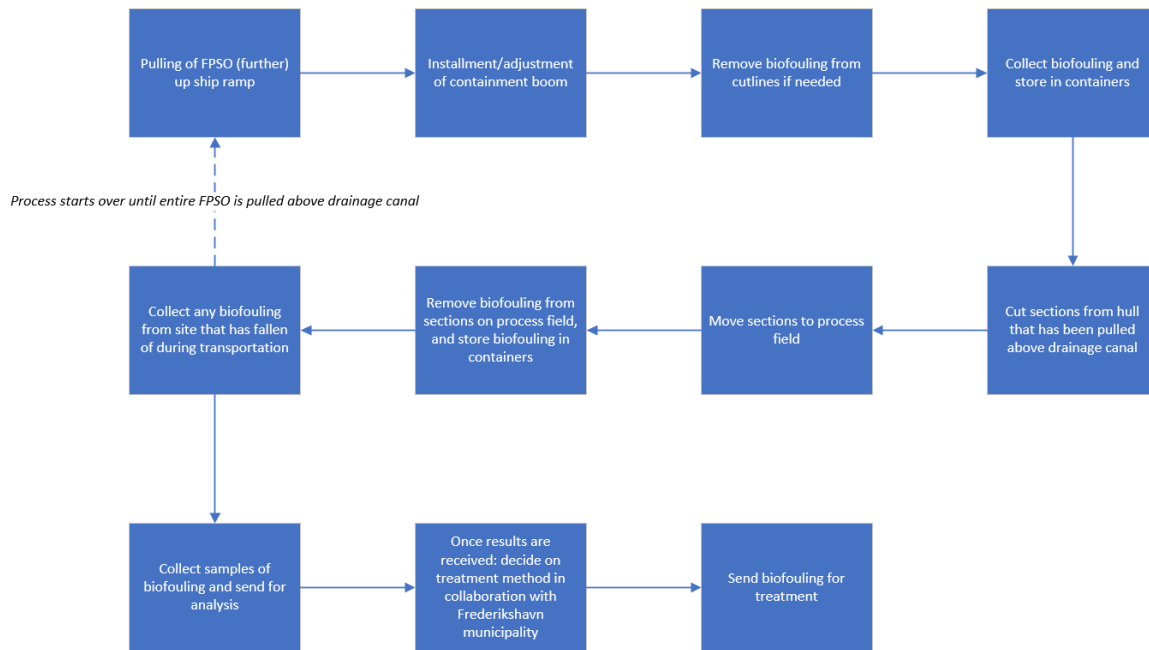 Pulling of FPSO (further)
up ship ramp
Installment/adjustment
of containment boom
Remove biofouling from
cutlines if needed
Collect biofouling and
store in containers
Process starts over until entire FPSO is pulled above drainage canal
Collect any biofouling
from site that has fallen
of during transportation
Remove biofouling from
sections on process field,
and store biofouling in
containers
Move sections to process
field
Cut sections from hull
that has been pulled
above drainage canal
Collect samples of
biofouling and send for
analysis
Once results are
received: decide on
treatment method in
collaboration with
Frederikshavn
municipality
Send biofouling for
treatment